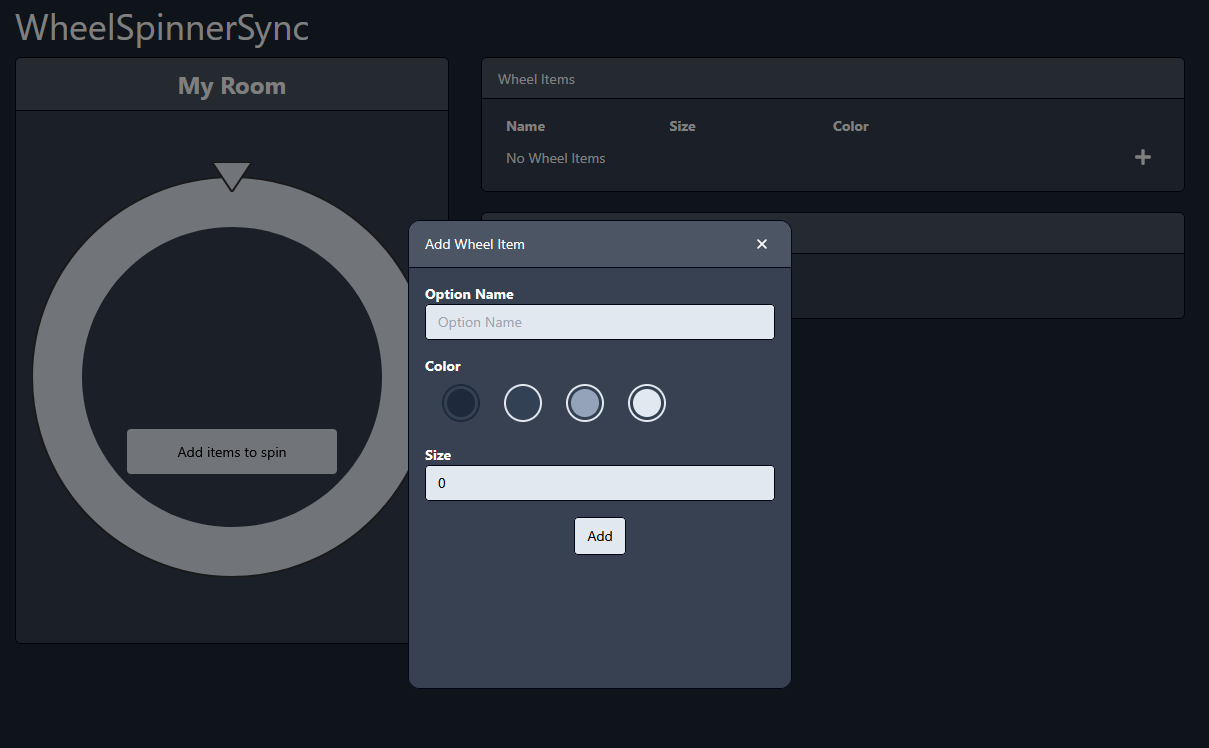 WheelSpinnerSync
My Room
Add items to spin
Wheel Items
Name Size Color
No Wheel Items
Add Wheel Item
Option Name
Option Name
Color
Size
0
Add